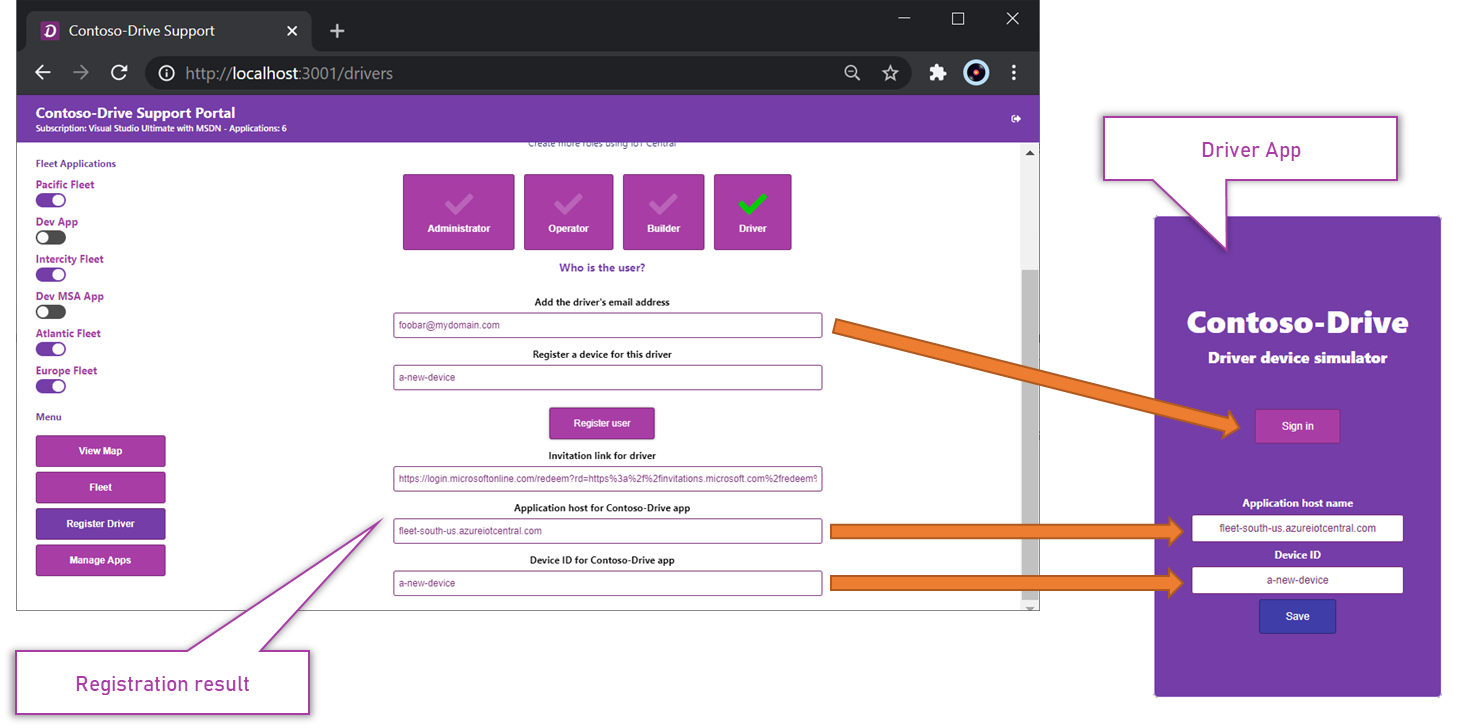 Contoso-Drive Support
http://localhost:3001/drivers
Contoso-Drive Support Portal
Subscription: Visual Studio Ultimate with MSDN - Applications: 6
Fleet Applications
Pacific Fleet
Dev App
Intercity Fleet
Dev MSA App
Atlantic Fleet
Europe Fleet
Menu
View Map
Fleet
Register Driver
Manage Apps
Create more roles using IoT Central
Administrator
Operator
Builder
Driver
Who is the user?
Add the driver's email address
foobar@mydomain.com
Register a device for this driver
a-new-device
Register user
Invitation link for driver
https://login.microsoftonline.com/redeem?rd=https%3a%2f%2finvitations.microsoft.com%2fredeem%
Application host for Contoso-Drive app
fleet-south-us.azureiotcentral.com
Device ID for Contoso-Drive app
a-new-device
Registration result
Driver App
Contoso-Drive
Driver device simulator
Sign in
Application host name
fleet-south-us.azureiotcentral.com
Device ID
a-new-device
Save